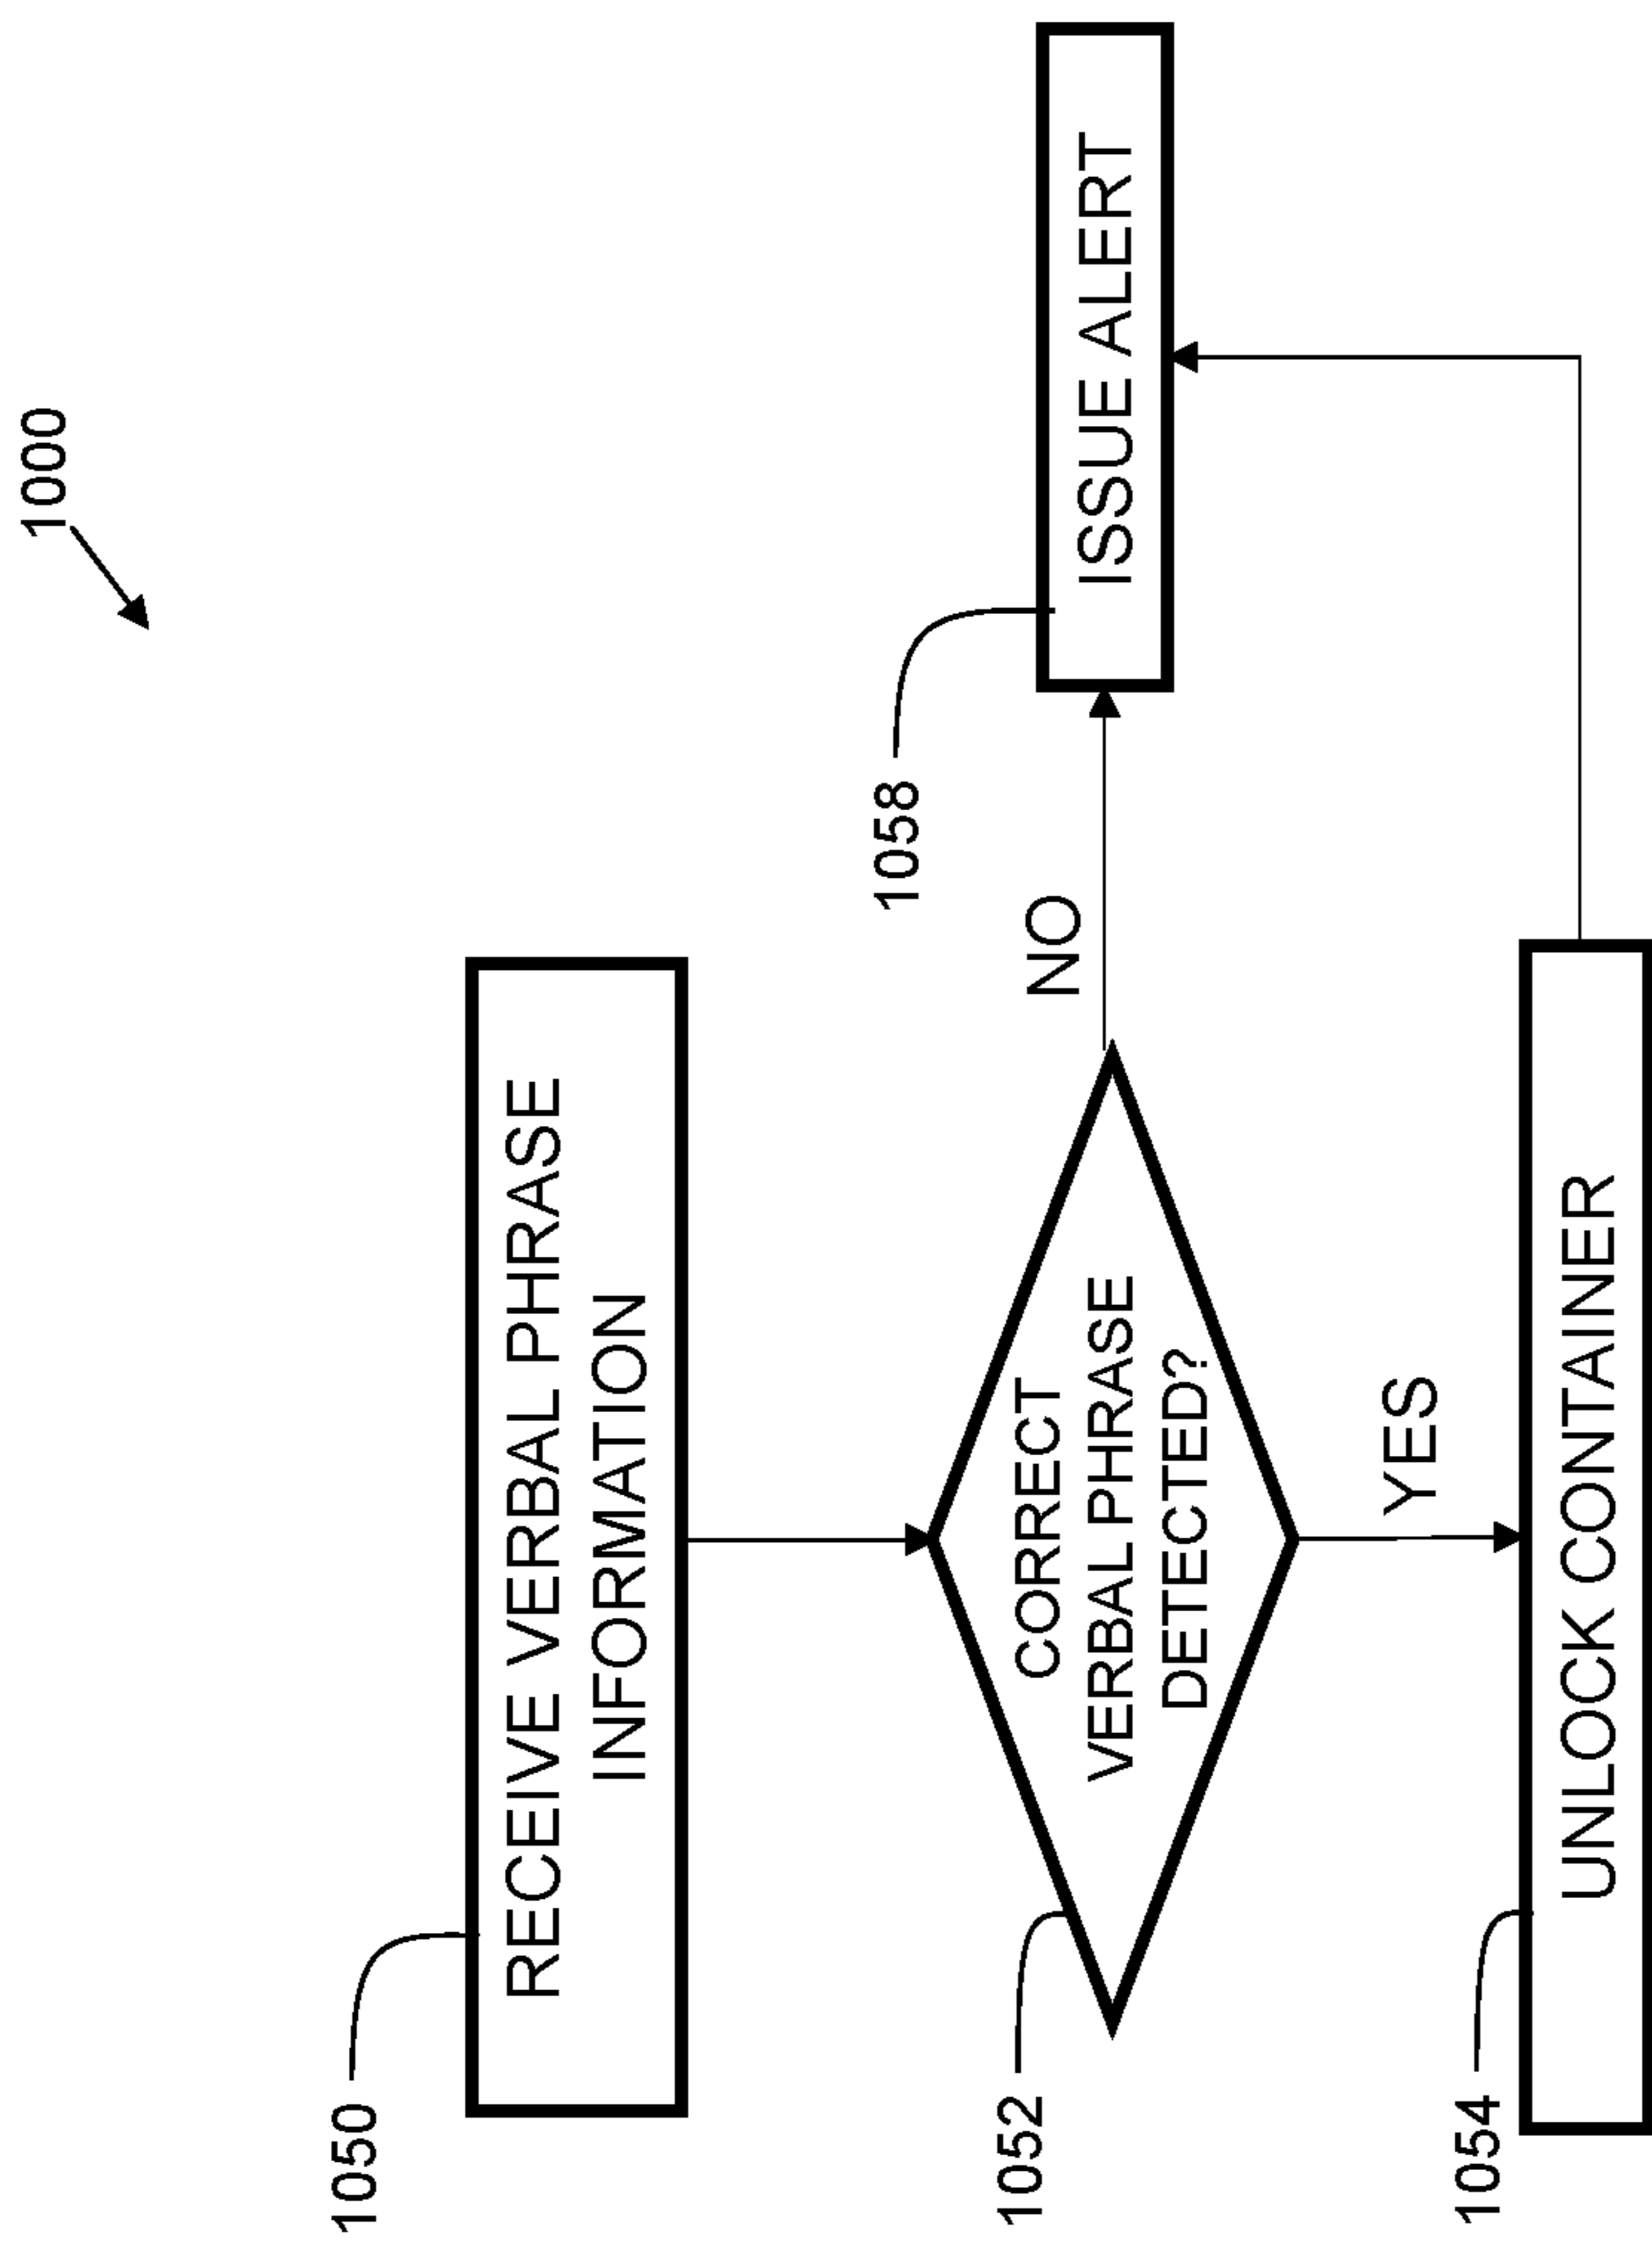 1000
1050
RECEIVE VERBAL PHRASE
INFORMATION
1052
CORRECT
VERBAL PHRASE
DETECTED?
NO
1058
ISSUE ALERT
YES
1054
UNLOCK CONTAINER